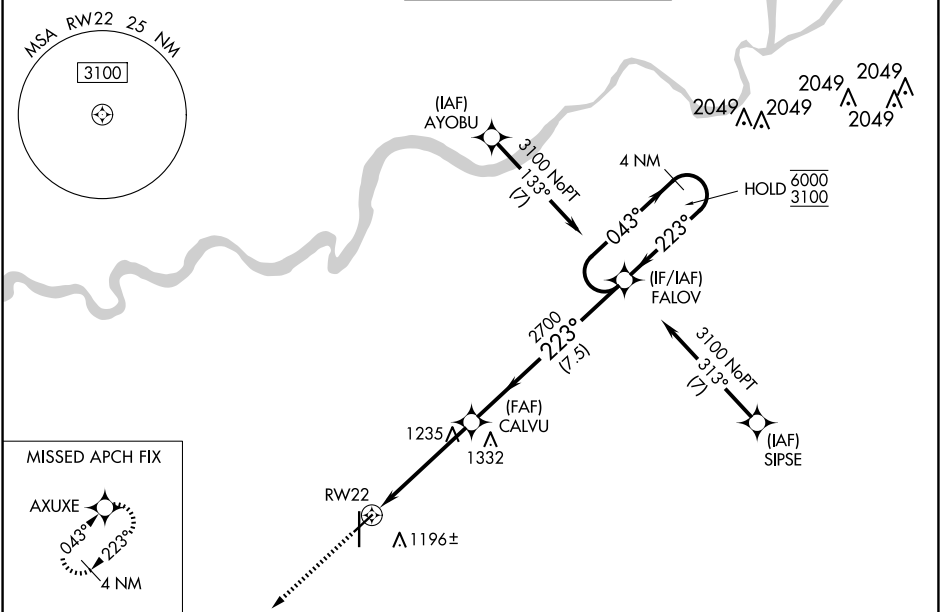 MSA RW22 25 NM
3100
(IAF)
AYOBU
3100 NoPT
133°
(7)
2049
2049
2049
2049
2049
4 NM
HOLD
6000
3100
043°
223°
(IF/IAF)
FALOV
2700
223°
(7.5)
3100 NoPT
313°
(7)
(IAF)
SIPSE
(FAF)
CALVU
1235
1332
RW22
1196±
MISSED APCH FIX
AXUXE
043°
223°
4 NM